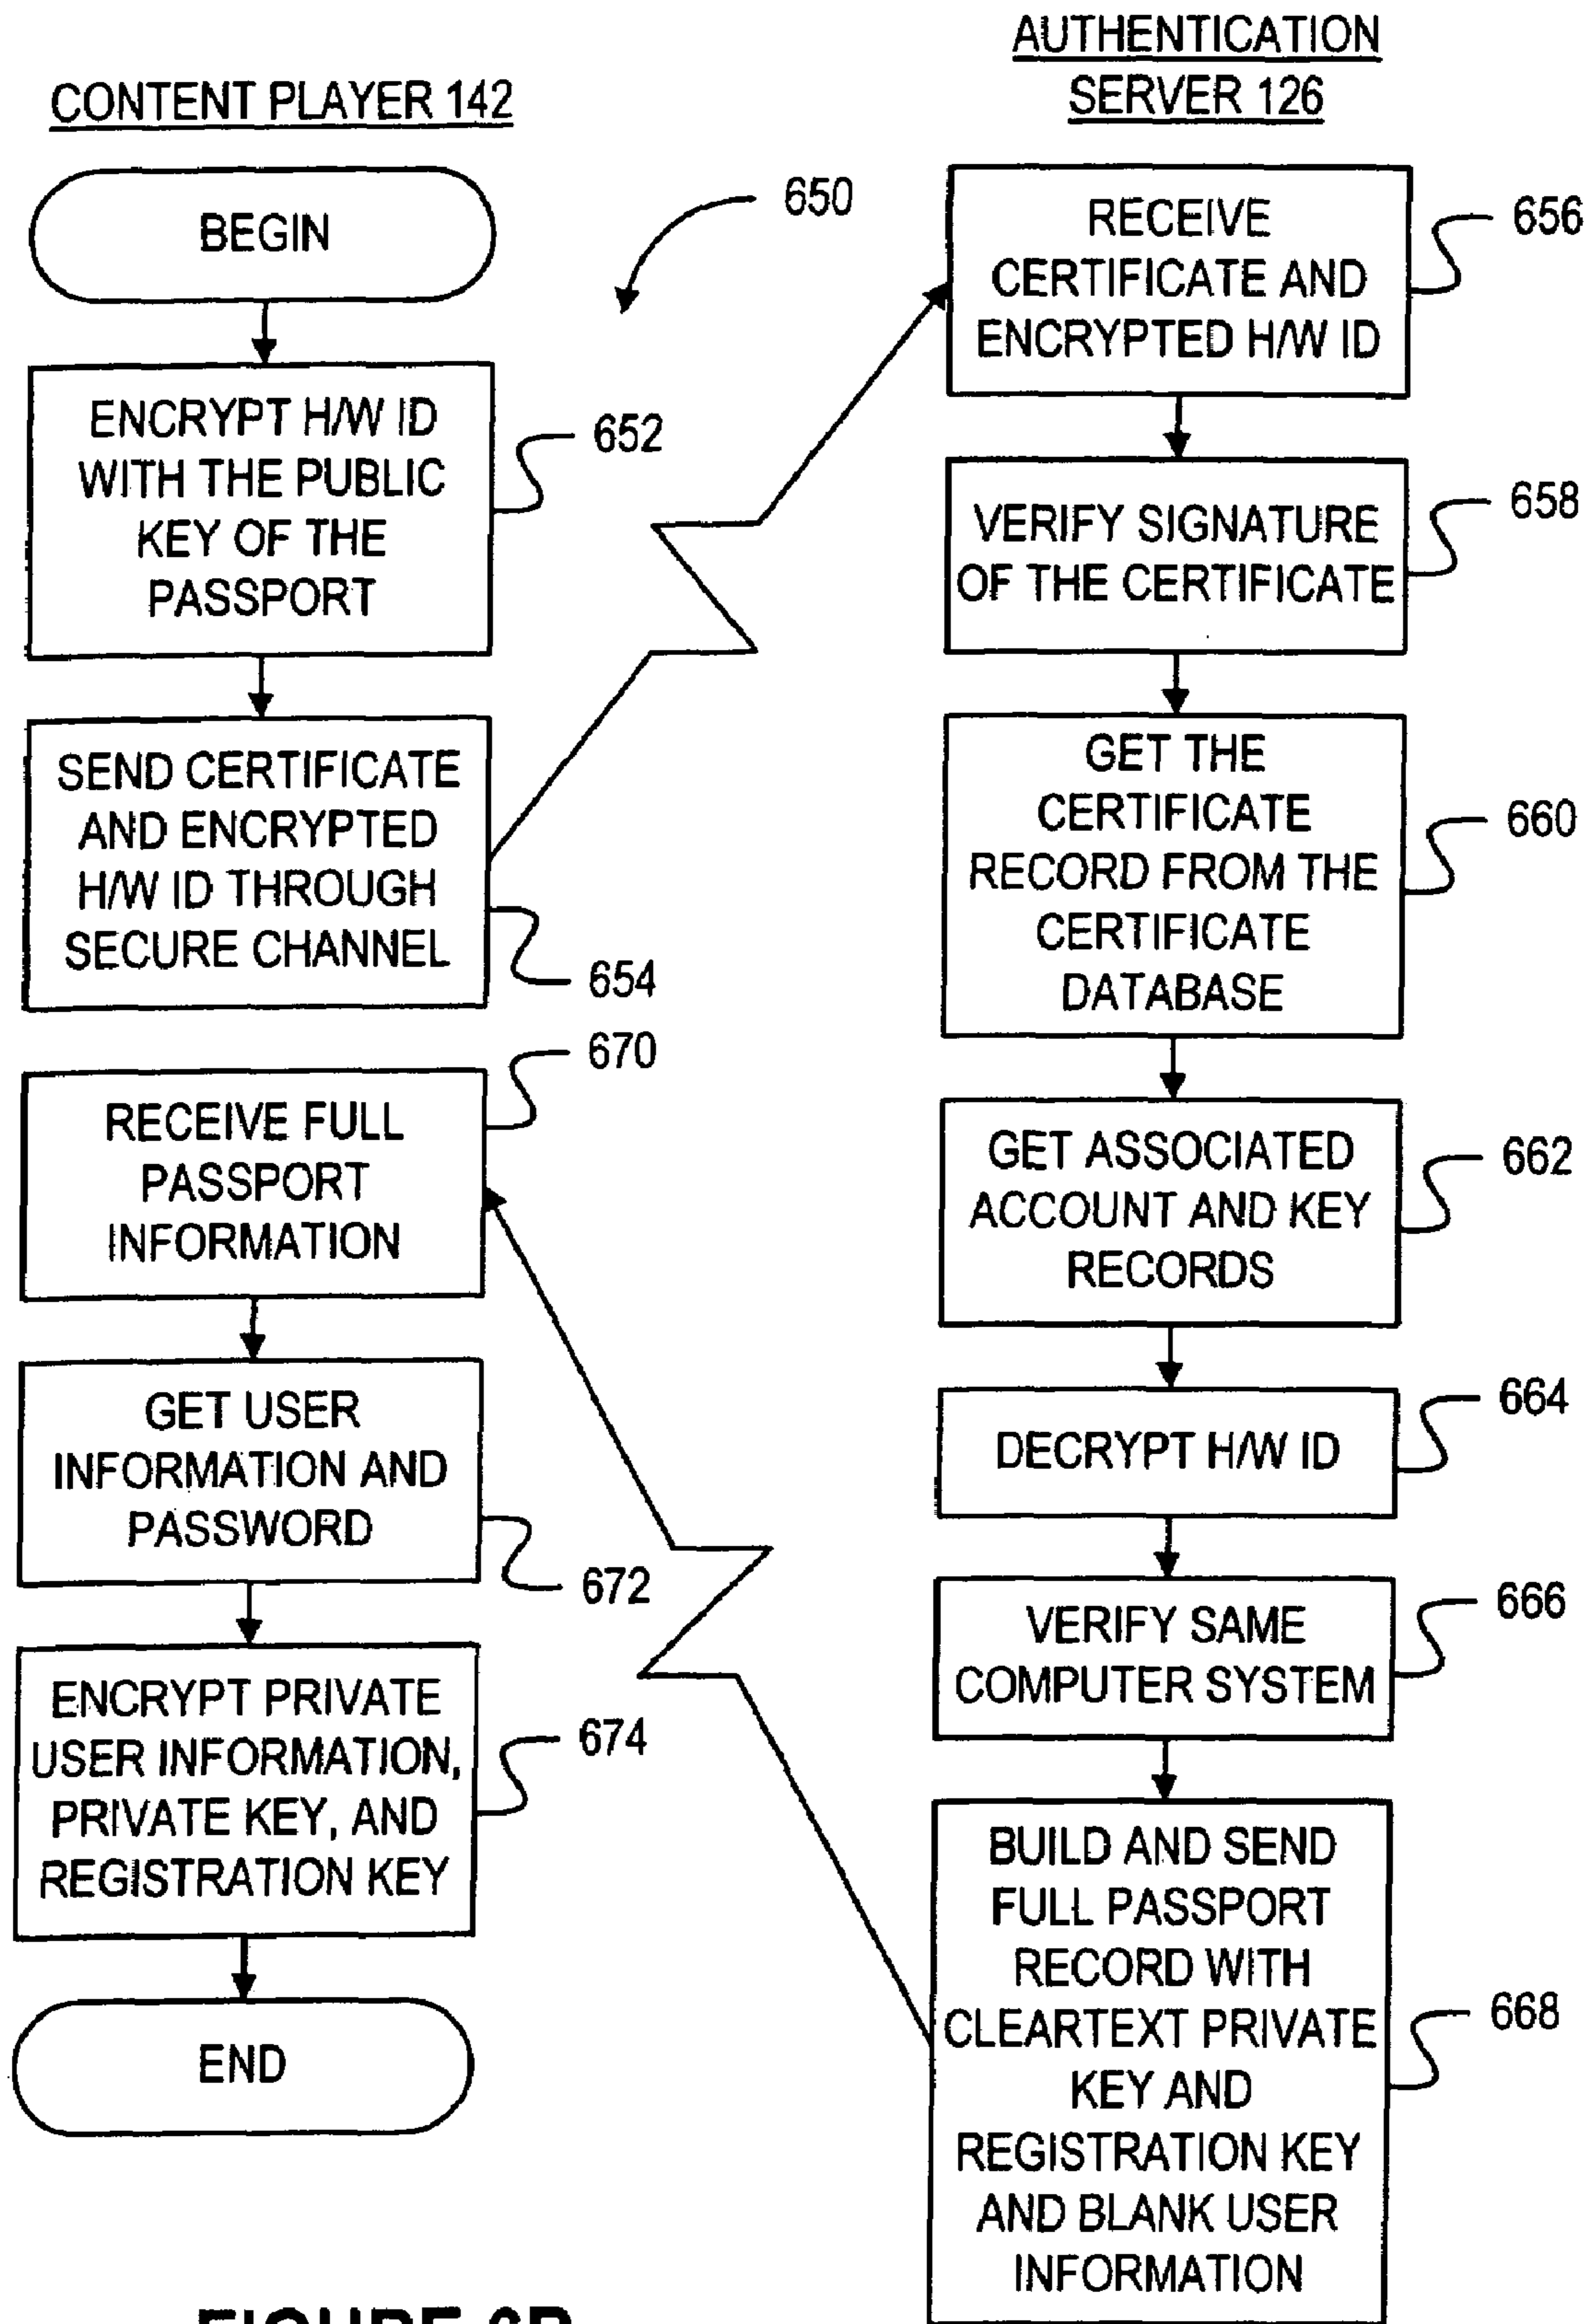 CONTENT PLAYER 142
BEGIN
650
ENCRYPT H/W ID
WITH THE PUBLIC
KEY OF THE
PASSPORT
652
SEND CERTIFICATE
AND ENCRYPTED
H/W ID THROUGH
SECURE CHANNEL
654
670
RECEIVE FULL
PASSPORT
INFORMATION
GET USER
INFORMATION AND
PASSWORD
672
ENCRYPT PRIVATE
USER INFORMATION,
PRIVATE KEY, AND
REGISTRATION KEY
674
END
AUTHENTICATION
SERVER 126
RECEIVE
CERTIFICATE AND
ENCRYPTED H/W ID
656
VERIFY SIGNATURE
OF THE CERTIFICATE
658
GET THE
CERTIFICATE
RECORD FROM THE
CERTIFICATE
DATABASE
660
GET ASSOCIATED
ACCOUNT AND KEY
RECORDS
662
DECRYPT H/W ID
664
VERIFY SAME
COMPUTER SYSTEM
666
BUILD AND SEND
FULL PASSPORT
RECORD WITH
CLEARTEXT PRIVATE
KEY AND
REGISTRATION KEY
AND BLANK USER
INFORMATION
668
FIGURE